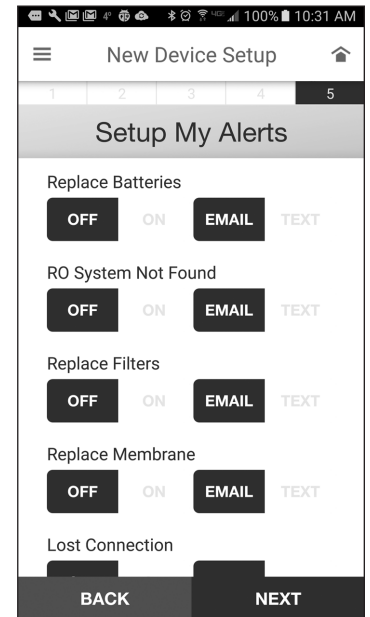 4° 4G 100% 10:31 AM
New Device Setup
1 2 3 4 5
Setup My Alerts
Replace Batteries
OFF ON EMAIL TEXT
RO System Not Found
OFF ON EMAIL TEXT
Replace Filters
OFF ON EMAIL TEXT
Replace Membrane
OFF ON EMAIL TEXT
Lost Connection
BACK NEXT